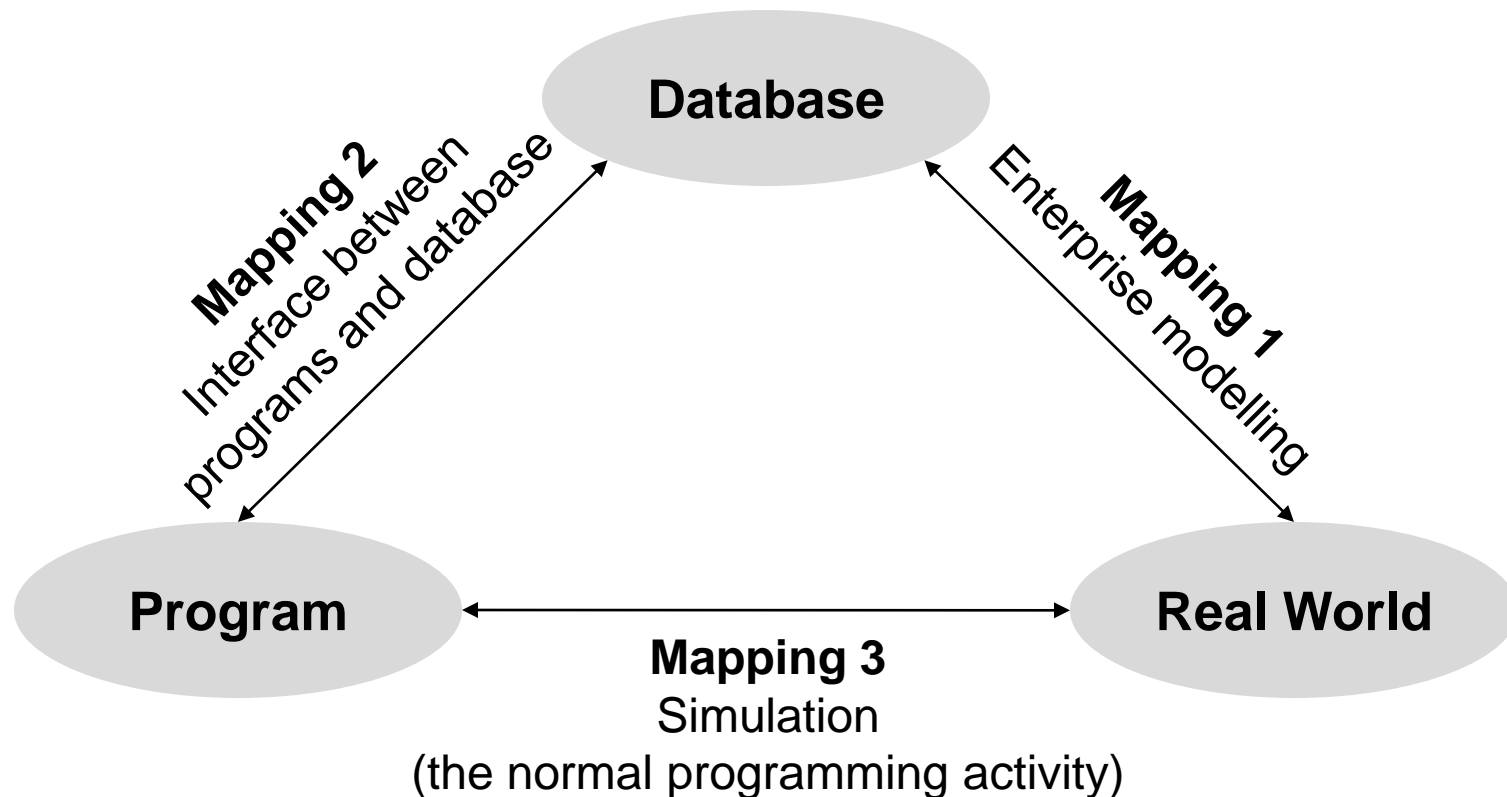 Database
Mapping 2
Interface between
programs and database
Mapping 1
Enterprise modelling
Program
Real World
Mapping 3
Simulation
(the normal programming activity)